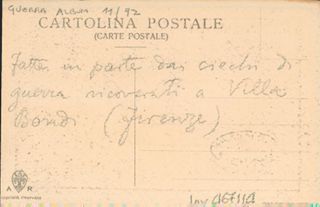 GUERRA ALBUM 11/92
CARTOLINA POSTALE
(CARTE POSTALE)
Fatta in parte dai ciechi di
guerra ricoverati a Villa
Bondi (Firenze)
A R
Inv